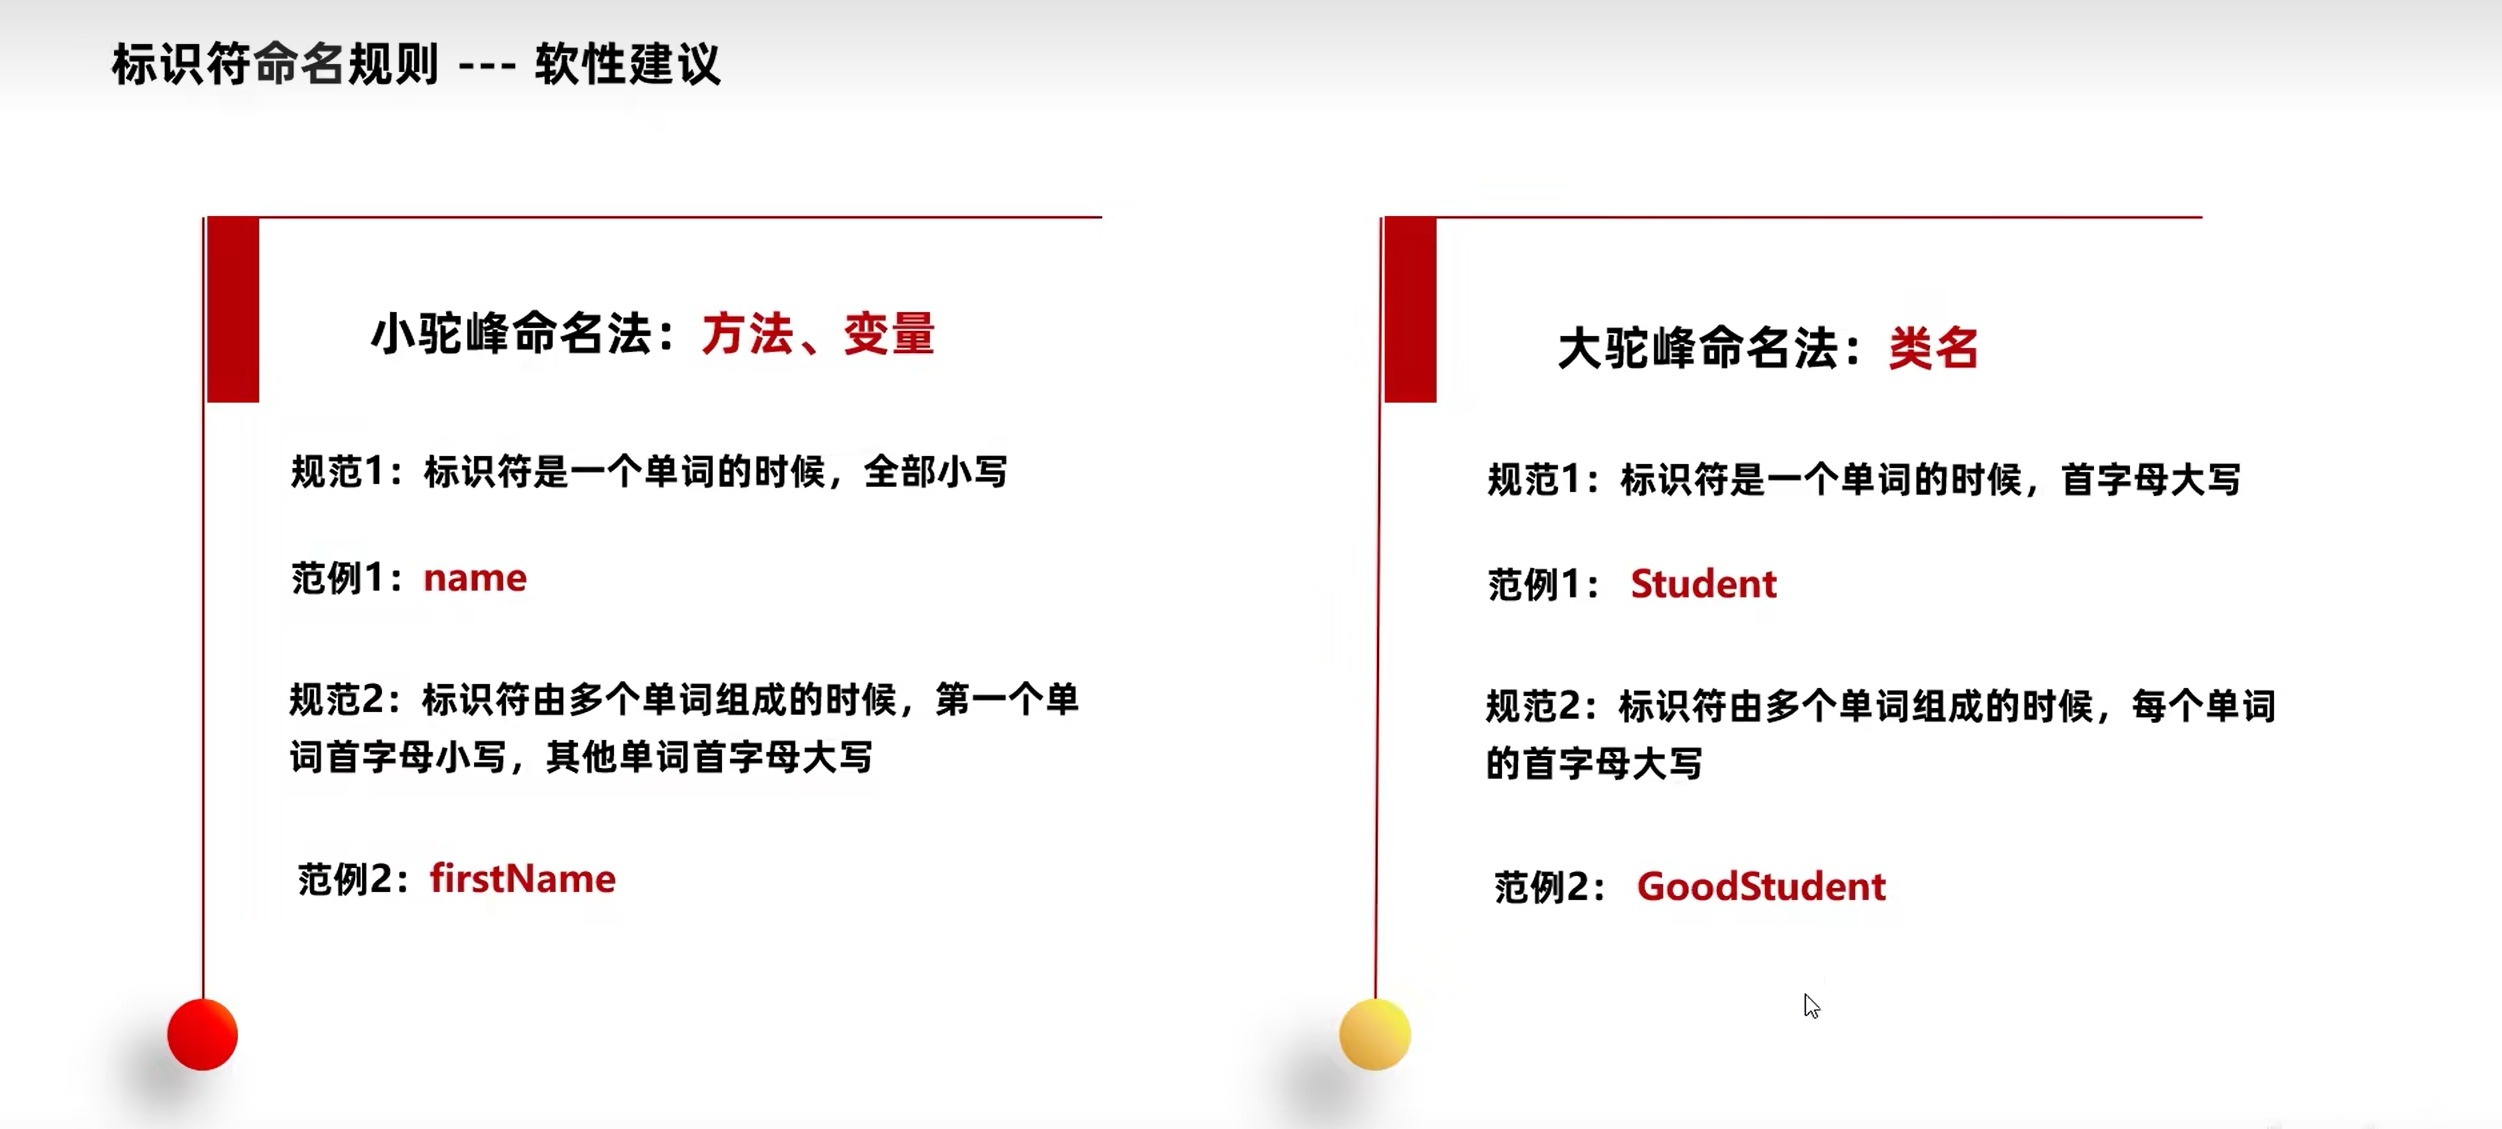 标识符命名规则 --- 软性建议
小驼峰命名法：方法、变量
规范1：标识符是一个单词的时候，全部小写
范例1：name
规范2：标识符由多个单词组成的时候，第一个单
词首字母小写，其他单词首字母大写
范例2：firstName
大驼峰命名法：类名
规范1：标识符是一个单词的时候，首字母大写
范例1： Student
规范2：标识符由多个单词组成的时候，每个单词
的首字母大写
范例2： GoodStudent